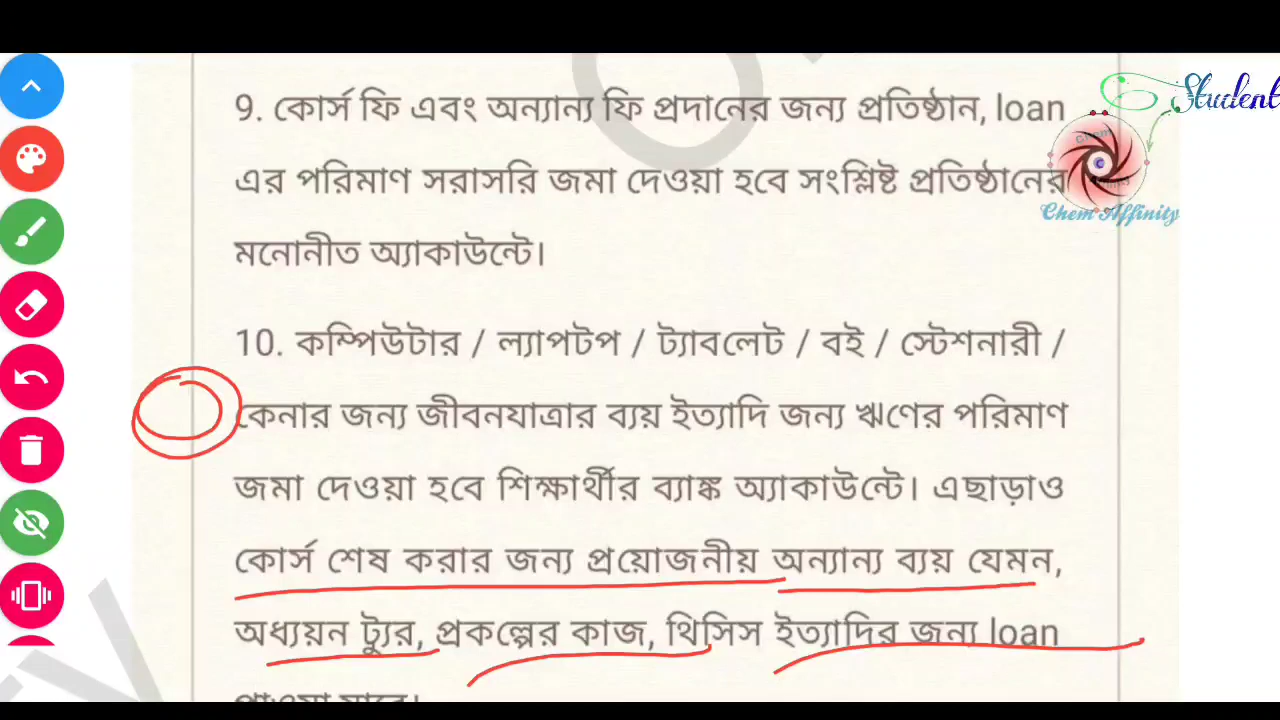 9. কোর্স ফি এবং অন্যান্য ফি প্রদানের জন্য প্রতিষ্ঠান, loan
এর পরিমাণ সরাসরি জমা দেওয়া হবে সংশ্লিষ্ট প্রতিষ্ঠানের
মনোনীত অ্যাকাউন্টে।
10. কম্পিউটার / ল্যাপটপ / ট্যাবলেট / বই / স্টেশনারী /
কেনার জন্য জীবনযাত্রার ব্যয় ইত্যাদি জন্য ঋণের পরিমাণ
জমা দেওয়া হবে শিক্ষার্থীর ব্যাঙ্ক অ্যাকাউন্টে। এছাড়াও
কোর্স শেষ করার জন্য প্রয়োজনীয় অন্যান্য ব্যয় যেমন,
অধ্যয়ন ট্যুর, প্রকল্পের কাজ, থিসিস ইত্যাদির জন্য loan
পাওয়া যাবে।
Student
Chem Affinity